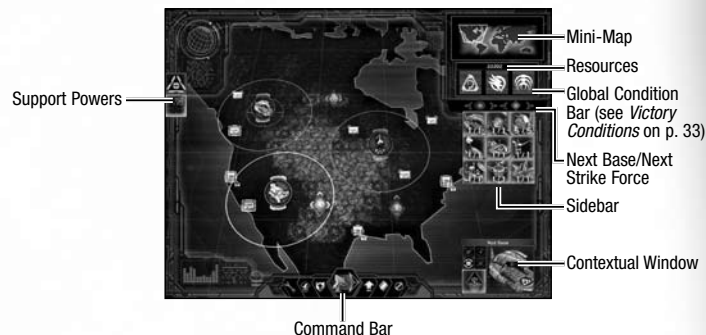 Mini-Map
Resources
Support Powers
Global Condition
Bar (see Victory
Conditions on p. 33)
Next Base/Next
Strike Force
Sidebar
Contextual Window
Command Bar